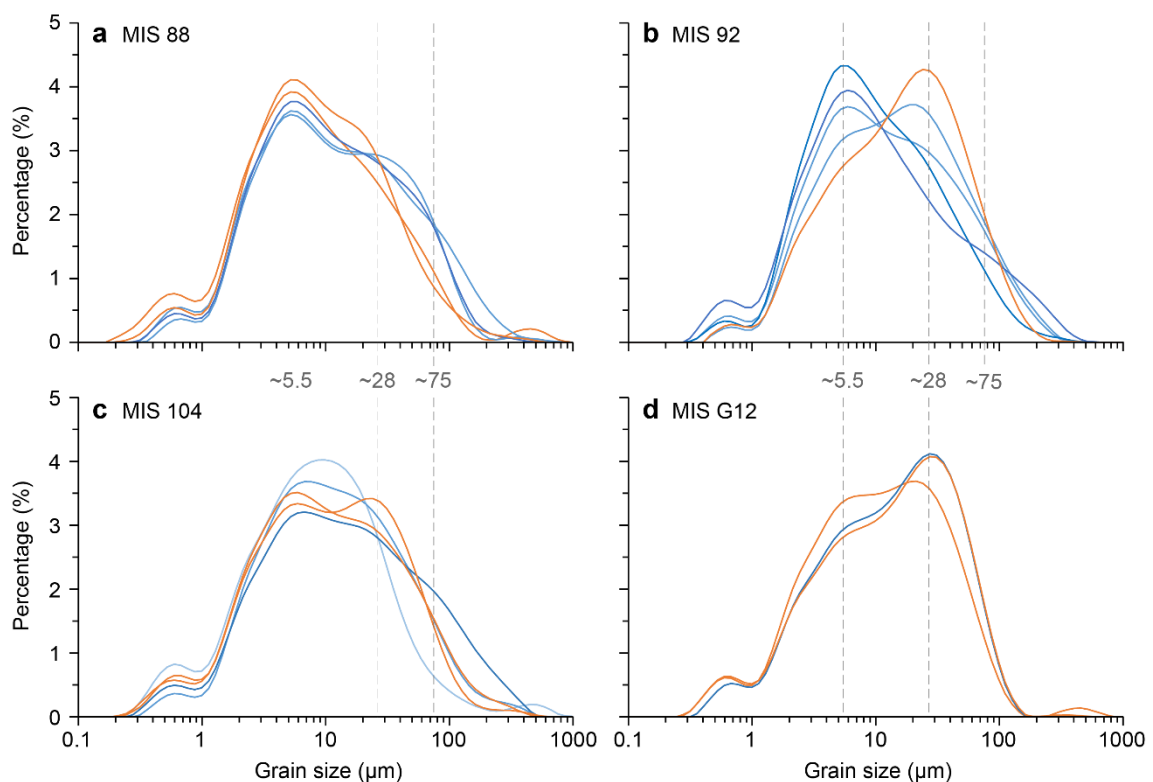 a MIS 88
b MIS 92
5
4
3
2
1
0
Percentage (%)
~5.5 ~28 ~75
~5.5 ~28 ~75
c MIS 104
d MIS G12
5
4
3
2
1
0
Percentage (%)
0.1 1 10 100 1000
0.1 1 10 100 1000
Grain size (µm)
Grain size (µm)